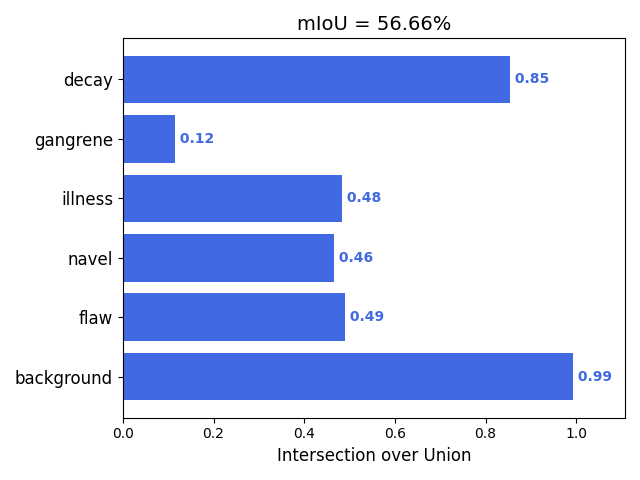 mIoU = 56.66%
decay
0.85
gangrene
0.12
illness
0.48
navel
0.46
flaw
0.49
background
0.99
0.0 0.2 0.4 0.6 0.8 1.0
Intersection over Union